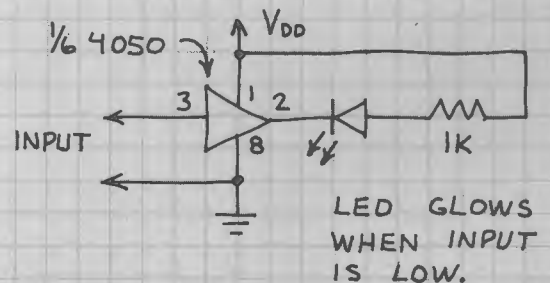 1/6 4050
VDD
3
1
2
8
INPUT
1K
LED GLOWS
WHEN INPUT
IS LOW.